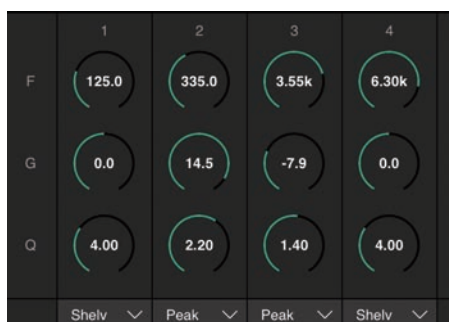 1 2 3 4
F 125.0 335.0 3.55k 6.30k
G 0.0 14.5 -7.9 0.0
Q 4.00 2.20 1.40 4.00
Shelv Peak Peak Shelv